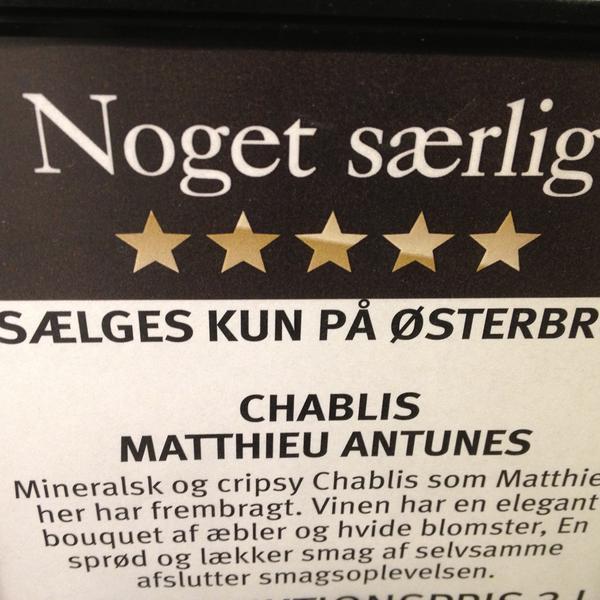 Noget særlig
SÆLGES KUN PÅ ØSTERBR
CHABLIS
MATTHIEU ANTUNES
Mineralsk og cripsy Chablis som Matthie
her har frembragt. Vinen har en elegant
bouquet af æbler og hvide blomster, En
sprød og lækker smag af selvsamme
afslutter smagsoplevelsen.